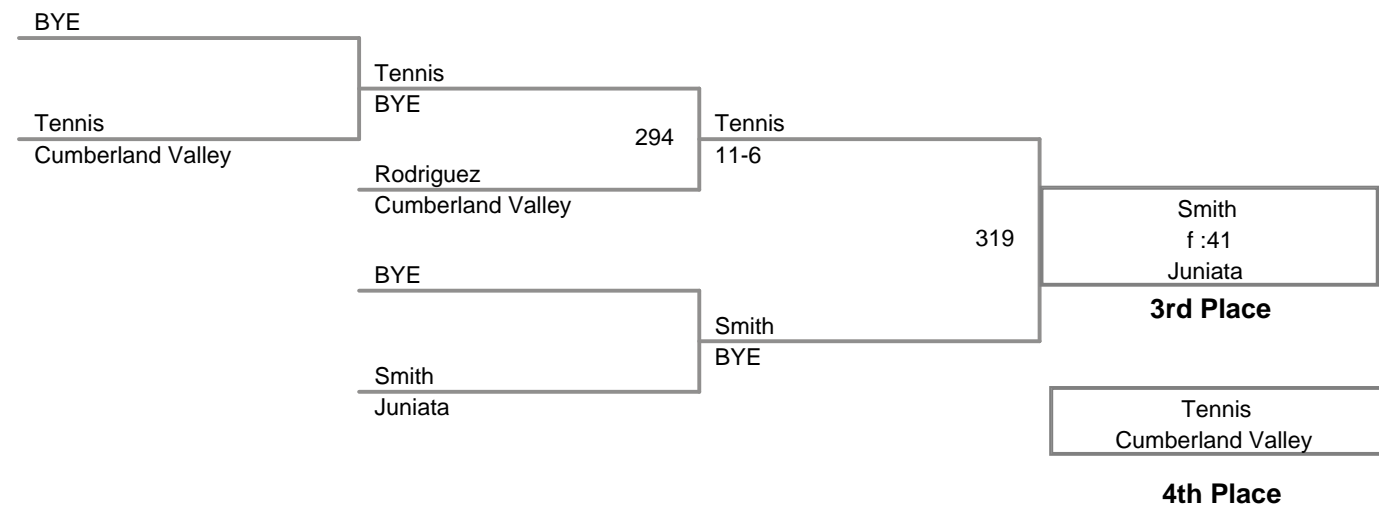 BYE
Tennis
Cumberland Valley
Tennis
BYE
294
Rodriguez
Cumberland Valley
BYE
Smith
Juniata
Tennis
11-6
319
Smith
BYE
Smith
f :41
Juniata
3rd Place
Tennis
Cumberland Valley
4th Place